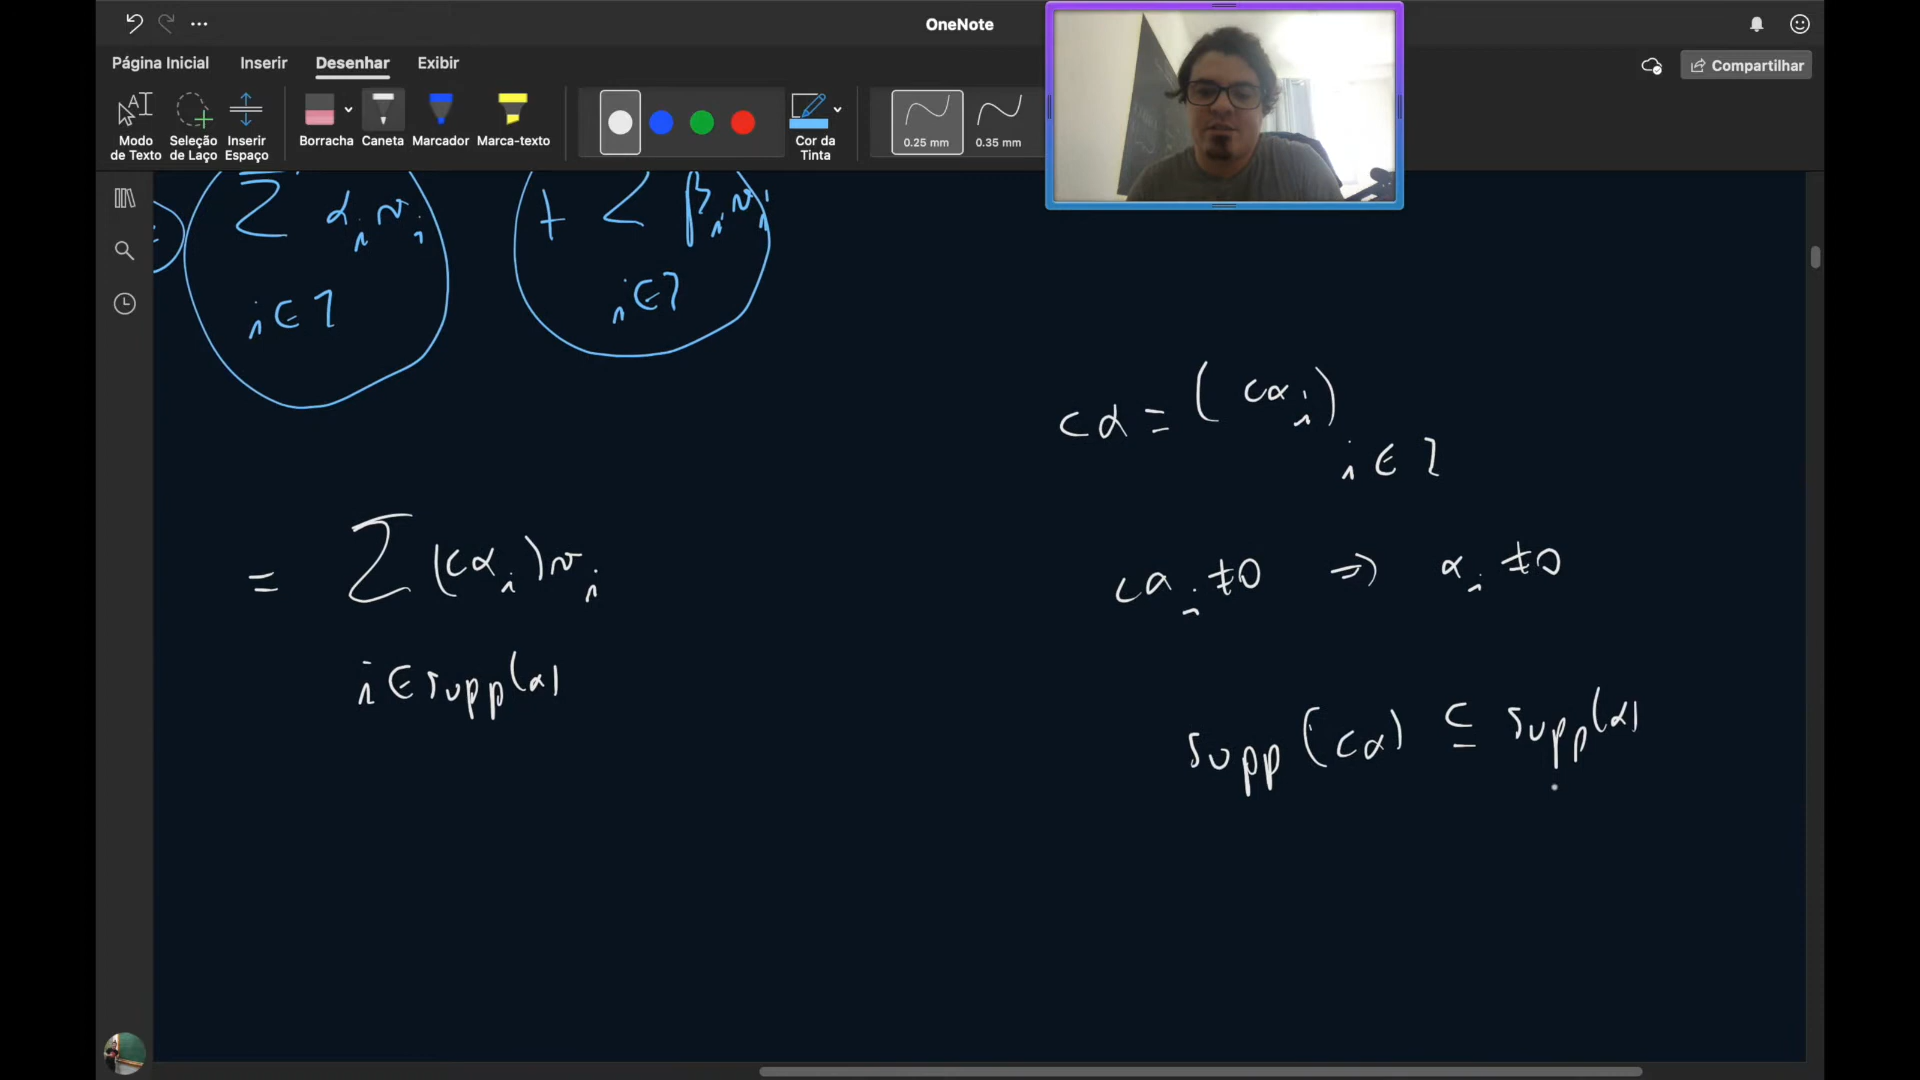 OneNote
Página Inicial Inserir Desenhar Exibir
Compartilhar
Modo de Texto
Seleção de Laço
Inserir Espaço
Borracha
Caneta
Marcador
Marca-texto
Cor da Tinta
0.25 mm
0.35 mm
∑ αᵢvᵢ + ∑ βᵢvᵢ
i∈I i∈I
cα = (cαᵢ)
i∈I
= ∑ (cαᵢ)vᵢ
i∈supp(α)
cαᵢ ≠ 0 ⇒ αᵢ ≠ 0
supp(cα) ⊆ supp(α)